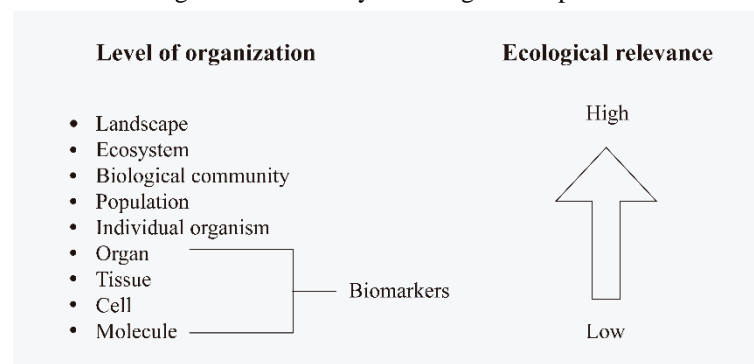 Level of organization
Ecological relevance
• Landscape
• Ecosystem
• Biological community
• Population
• Individual organism
• Organ
• Tissue
• Cell
• Molecule
Biomarkers
High
Low